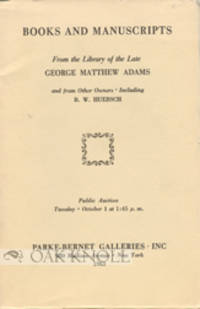 BOOKS AND MANUSCRIPTS
From the Library of the Late
GEORGE MATTHEW ADAMS
and from Other Owners · Including
B. W. HUEBSCH
Public Auction
Tuesday · October 1 at 1:45 p. m.
PARKE-BERNET GALLERIES · INC
OAK KNOLL
New York